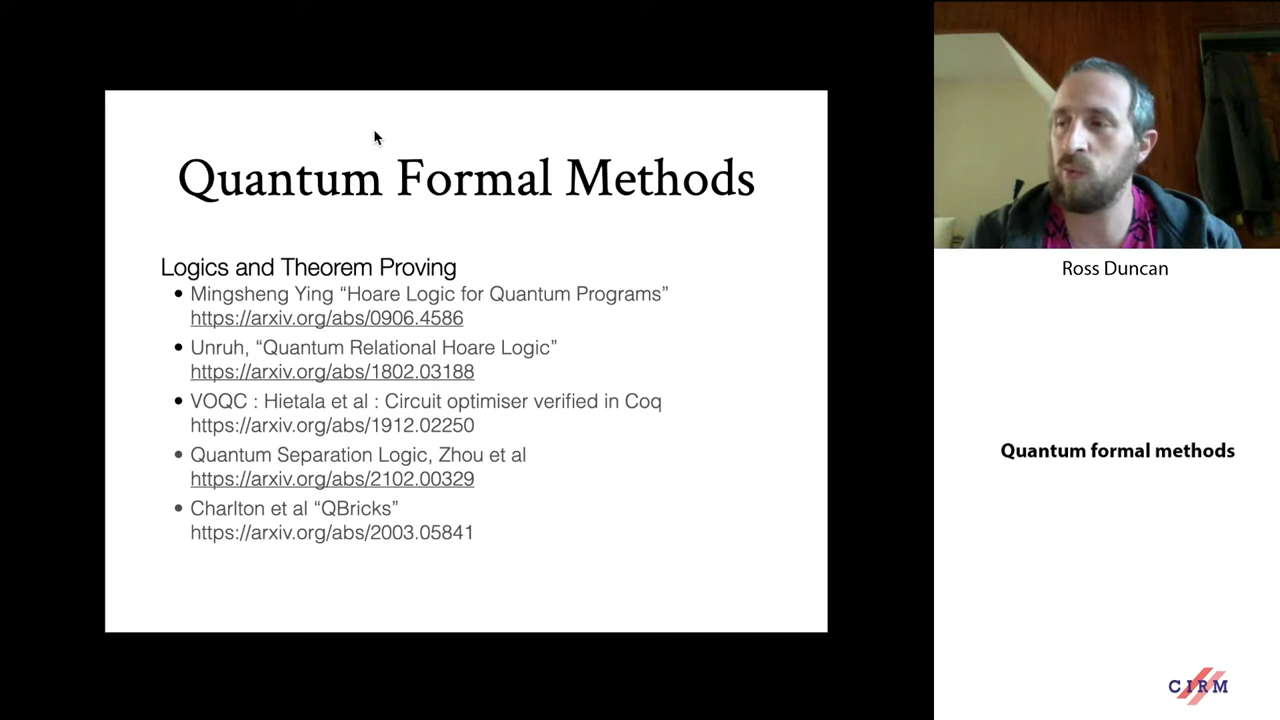 Quantum Formal Methods
Logics and Theorem Proving
• Mingsheng Ying “Hoare Logic for Quantum Programs”
https://arxiv.org/abs/0906.4586
• Unruh, “Quantum Relational Hoare Logic”
https://arxiv.org/abs/1802.03188
• VOQC : Hietala et al : Circuit optimiser verified in Coq
https://arxiv.org/abs/1912.02250
• Quantum Separation Logic, Zhou et al
https://arxiv.org/abs/2102.00329
• Charlton et al “QBricks”
https://arxiv.org/abs/2003.05841
Ross Duncan
Quantum formal methods
CIRM